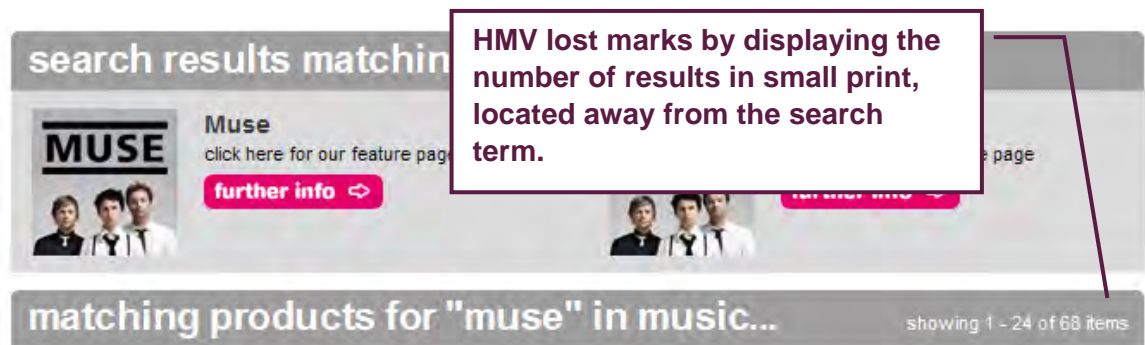 HMV lost marks by displaying the
number of results in small print,
located away from the search
term.
search results matchin
MUSE
Muse
click here for our feature pag
further info
page
matching products for "muse" in music...
showing 1 - 24 of 68 items